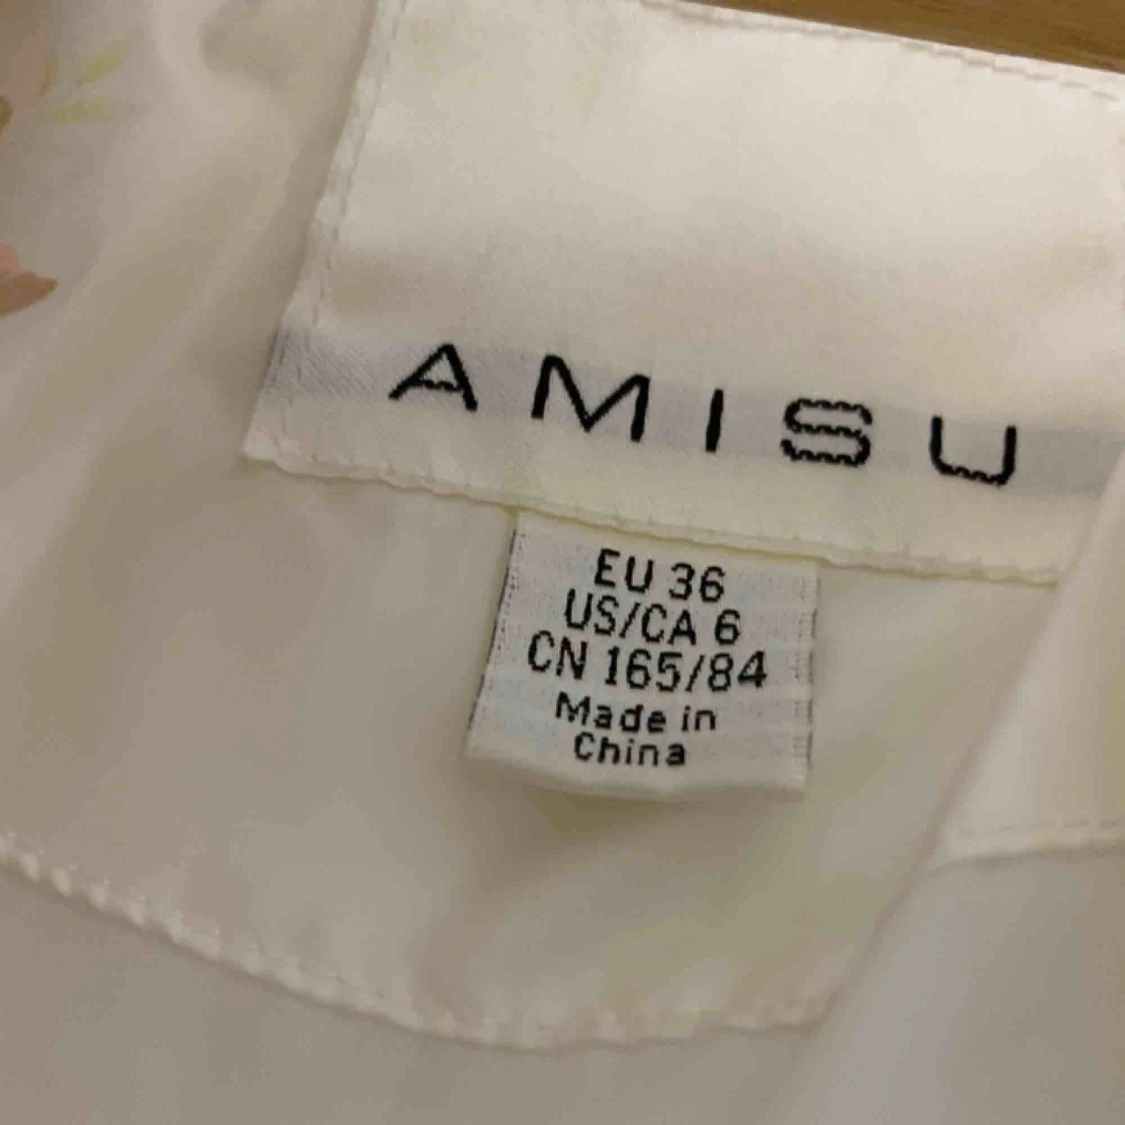 AMISU
EU 36
US/CA 6
CN 165/84
Made in
China